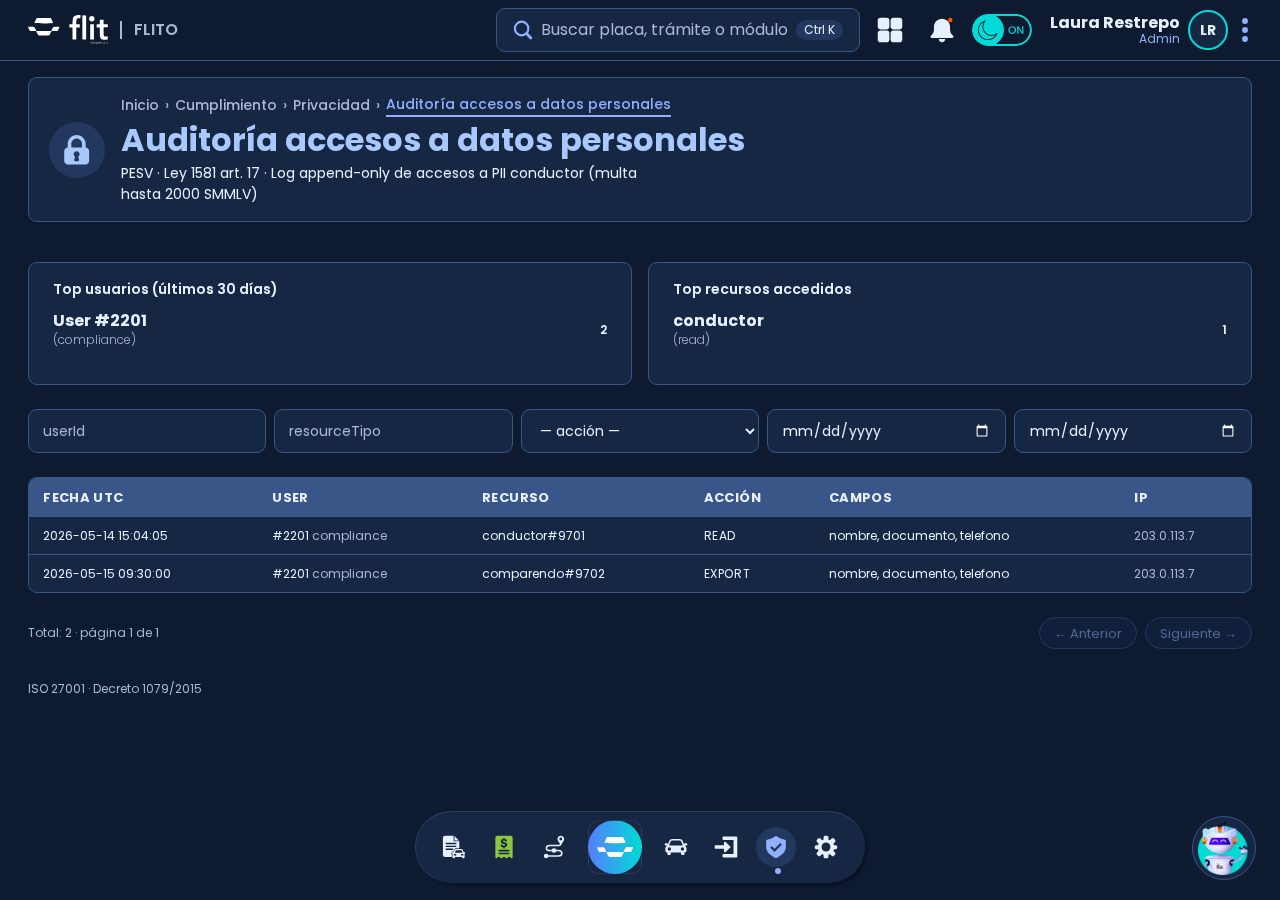 flit | FLITO
Buscar placa, trámite o módulo Ctrl K
ON
Laura Restrepo
Admin
LR
Inicio › Cumplimiento › Privacidad › Auditoría accesos a datos personales
Auditoría accesos a datos personales
PESV · Ley 1581 art. 17 · Log append-only de accesos a PII conductor (multa
hasta 2000 SMMLV)
Top usuarios (últimos 30 días)
User #2201
(compliance)
2
Top recursos accedidos
conductor
(read)
1
userId resourceTipo — acción — mm/dd/yyyy mm/dd/yyyy
FECHA UTC USER RECURSO ACCIÓN CAMPOS IP
2026-05-14 15:04:05 #2201 compliance conductor#9701 READ nombre, documento, telefono 203.0.113.7
2026-05-15 09:30:00 #2201 compliance comparendo#9702 EXPORT nombre, documento, telefono 203.0.113.7
Total: 2 · página 1 de 1 ← Anterior Siguiente →
ISO 27001 · Decreto 1079/2015